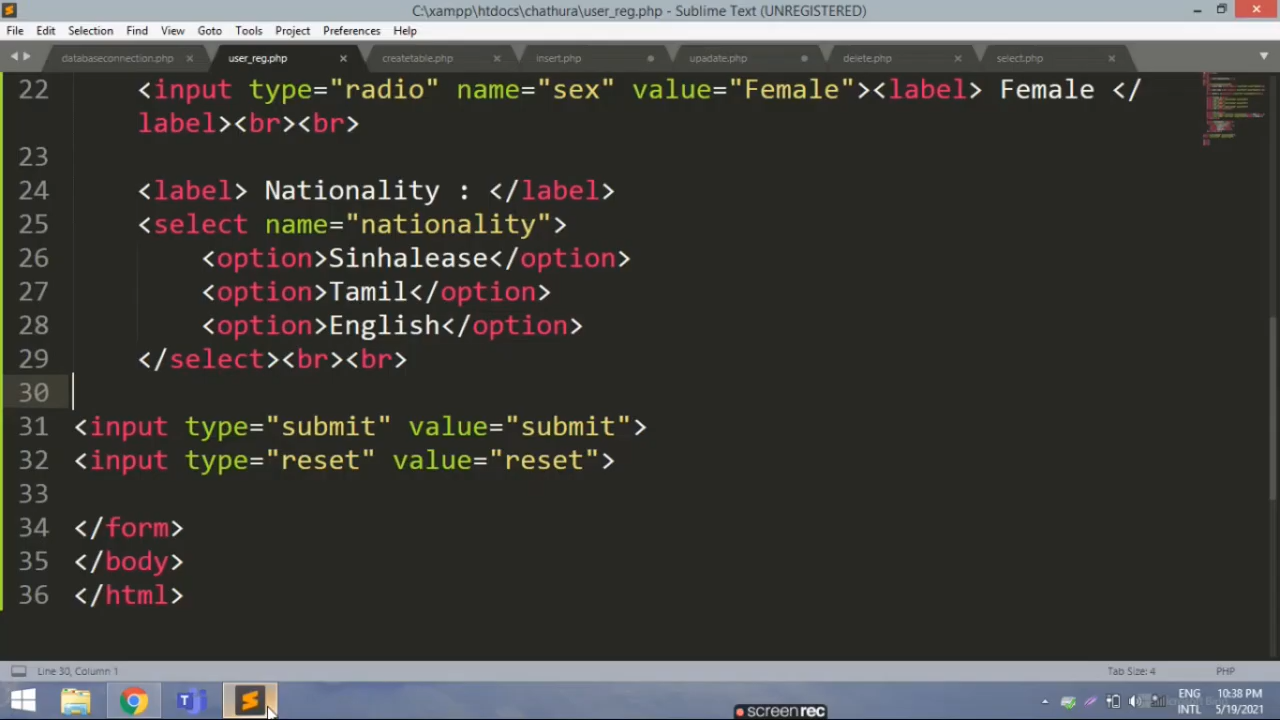 C:\xampp\htdocs\chathura\user_reg.php - Sublime Text (UNREGISTERED)
File Edit Selection Find View Goto Tools Project Preferences Help
databaseconnection.php user_reg.php createtable.php insert.php upadate.php delete.php select.php
22 <input type="radio" name="sex" value="Female"><label> Female </
label><br><br>
23
24 <label> Nationality : </label>
25 <select name="nationality">
26 <option>Sinhalease</option>
27 <option>Tamil</option>
28 <option>English</option>
29 </select><br><br>
30
31 <input type="submit" value="submit">
32 <input type="reset" value="reset">
33
34 </form>
35 </body>
36 </html>
Line 30, Column 1 Tab Size: 4 PHP
ENG 10:38 PM
INTL 5/19/2021
screenrec